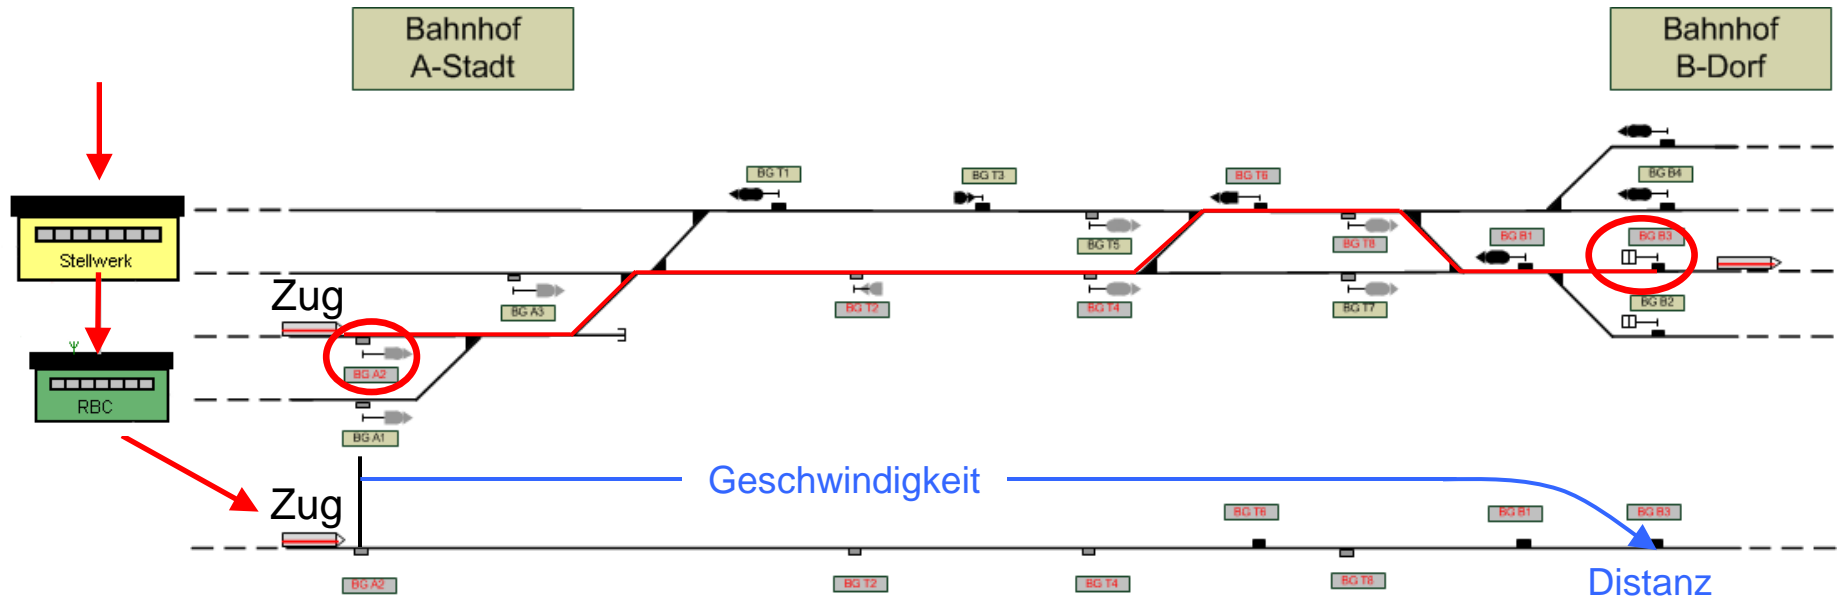 Bahnhof
A-Stadt
Bahnhof
B-Dorf
BG T1
BG T3
BG T6
BG B4
Stellwerk
BG T5
BG T8
BG B1
BG B3
Zug
BG A3
BG T2
BG T4
BG T7
BG B2
BG A2
RBC
BG A1
Geschwindigkeit
Zug
BG T6
BG B1
BG B3
BG A2
BG T2
BG T4
BG T8
Distanz